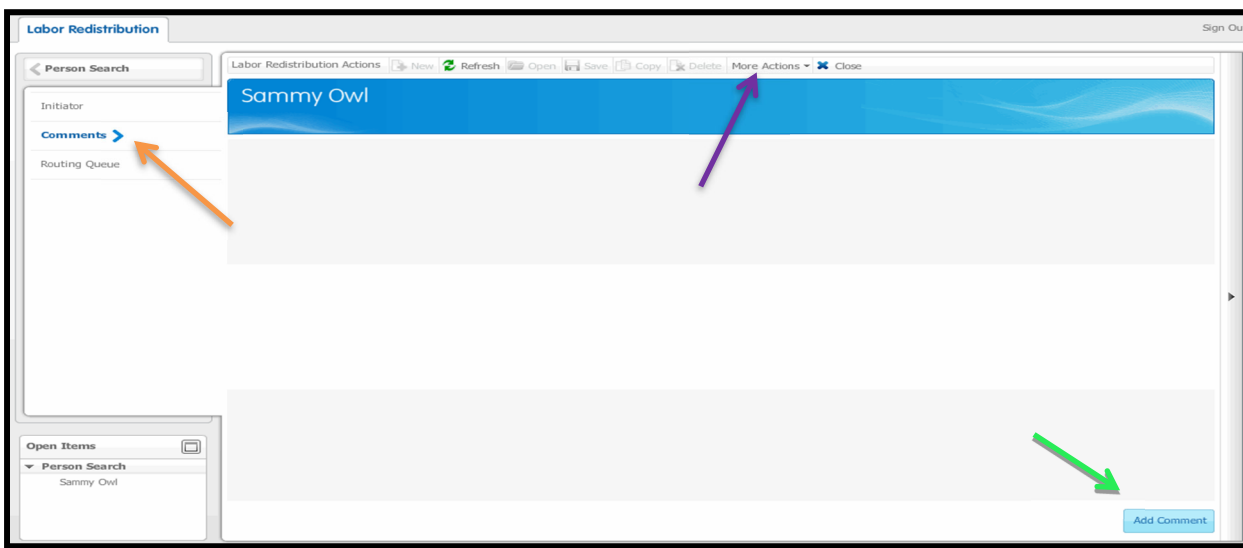 Labor Redistribution
Sign Ou
Person Search
Labor Redistribution Actions New Refresh Open Save Copy Delete More Actions Close
Sammy Owl
Initiator
Comments
Routing Queue
Open Items
Person Search
Sammy Owl
Add Comment